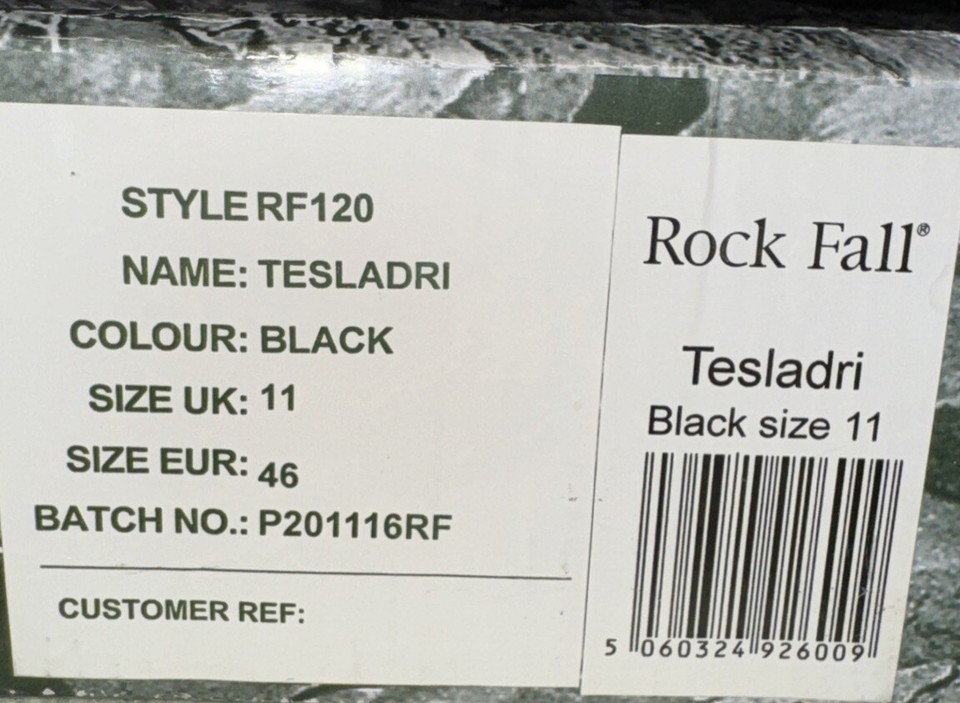 STYLE RF120
NAME: TESLADRI
COLOUR: BLACK
SIZE UK: 11
SIZE EUR: 46
BATCH NO.: P201116RF
CUSTOMER REF:
Rock Fall®
Tesladri
Black size 11
5 060324 926009